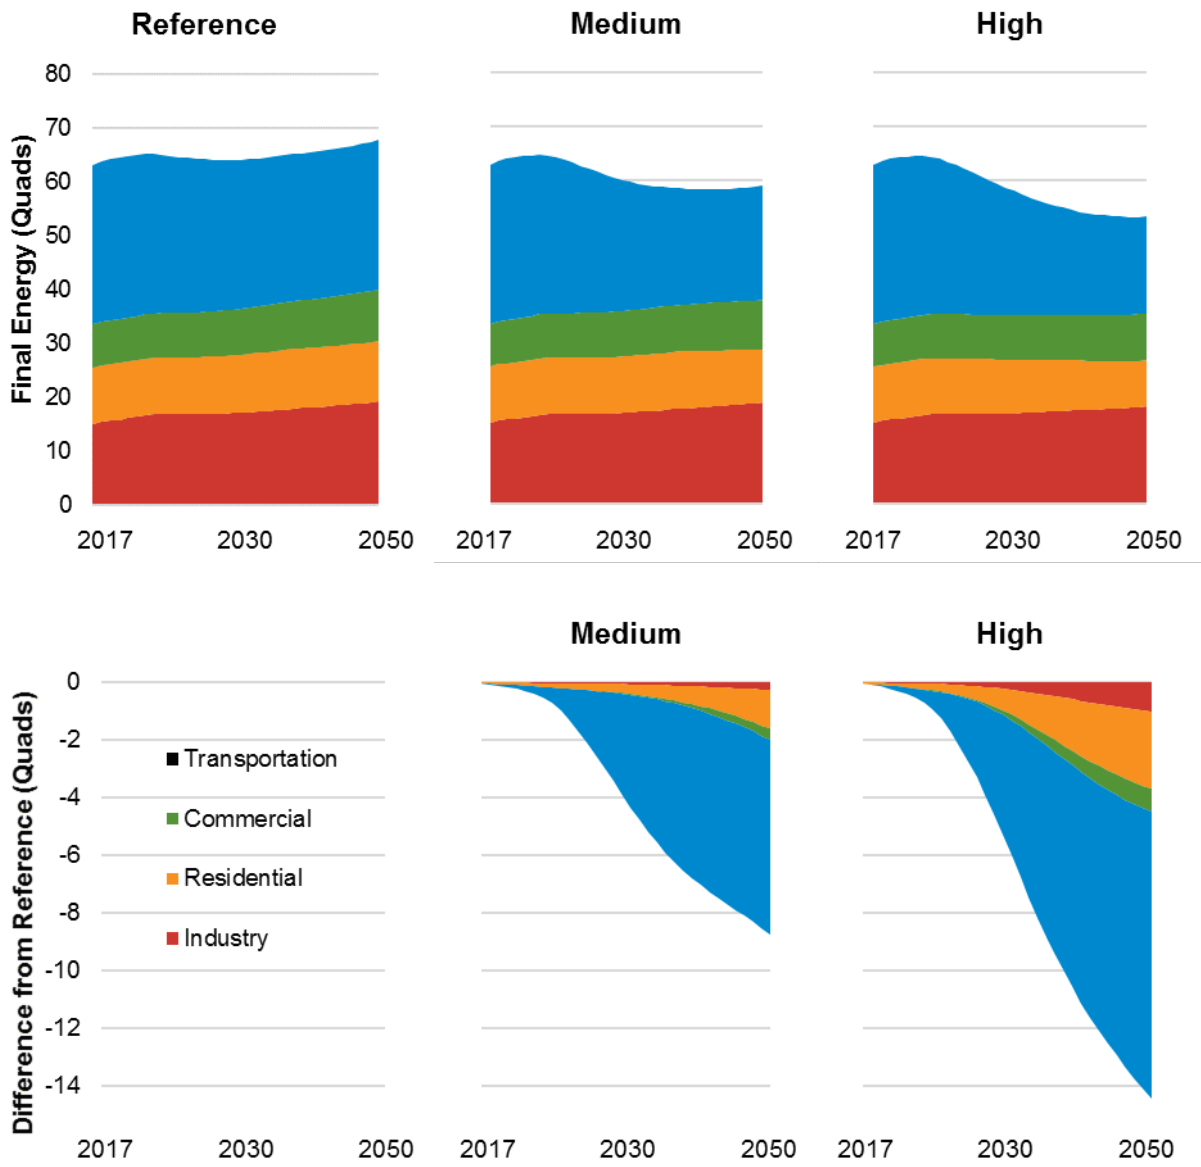 Reference
Medium
High
Final Energy (Quads)
80
70
60
50
40
30
20
10
0
2017 2030 2050
2017 2030 2050
2017 2030 2050
Medium
High
Difference from Reference (Quads)
0
-2
-4
-6
-8
-10
-12
-14
Transportation
Commercial
Residential
Industry
2017 2030 2050
2017 2030 2050
2017 2030 2050